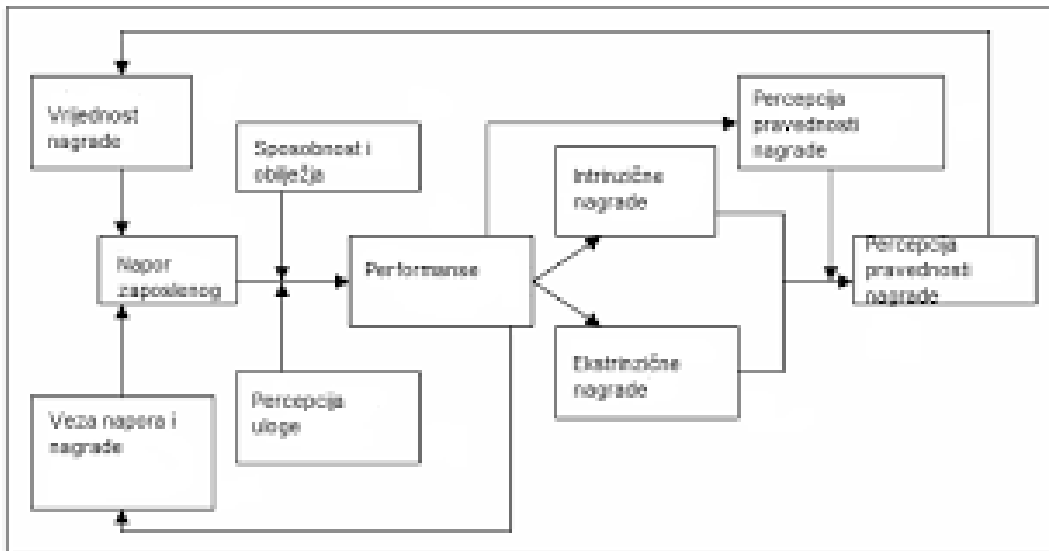 Vrijednost
nagrade
Sposobnost i
obilježja
Percepcija
pravednosti
nagrade
Intrinzične
nagrade
Napor
zaposlenog
Performanse
Percepcija
pravednosti
nagrade
Ekstrinzične
nagrade
Percepcija
uloge
Veza napora i
nagrade